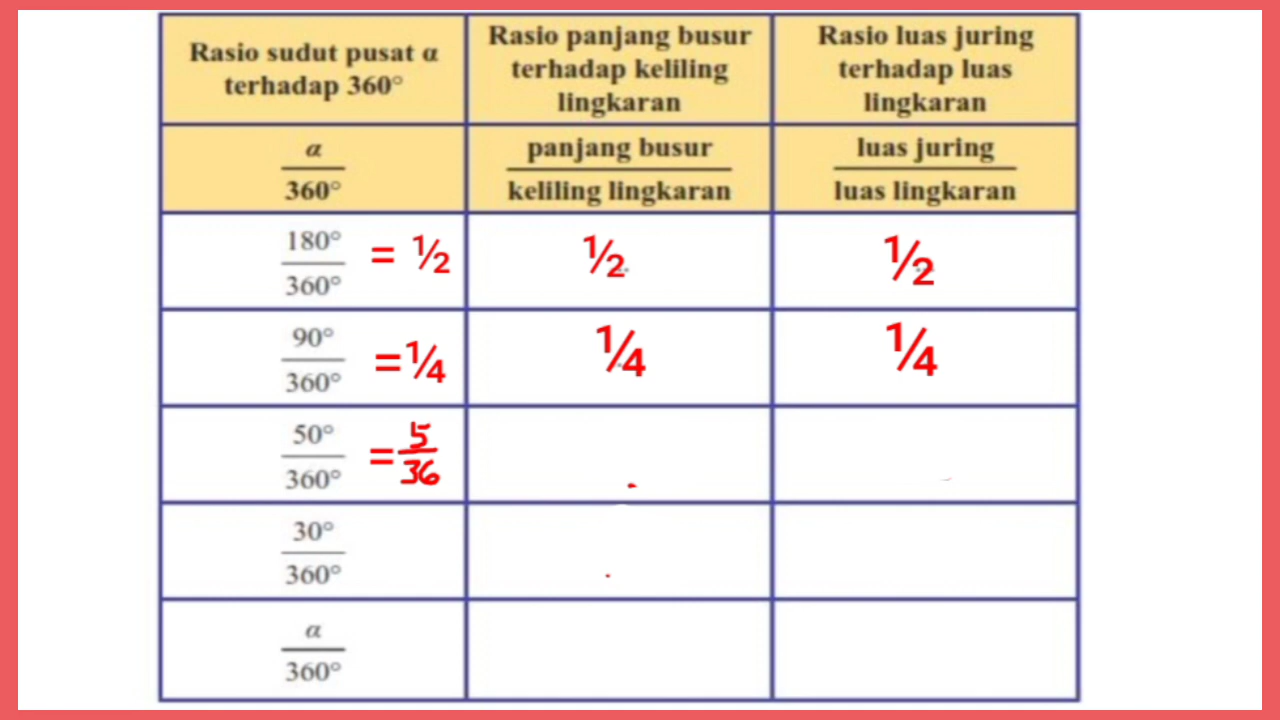 Rasio sudut pusat α
terhadap 360°
Rasio panjang busur
terhadap keliling
lingkaran
Rasio luas juring
terhadap luas
lingkaran
α
360°
panjang busur
keliling lingkaran
luas juring
luas lingkaran
180°
360°
= ½
½
½
90°
360°
=¼
¼
¼
50°
360°
= 5
36
30°
360°
α
360°